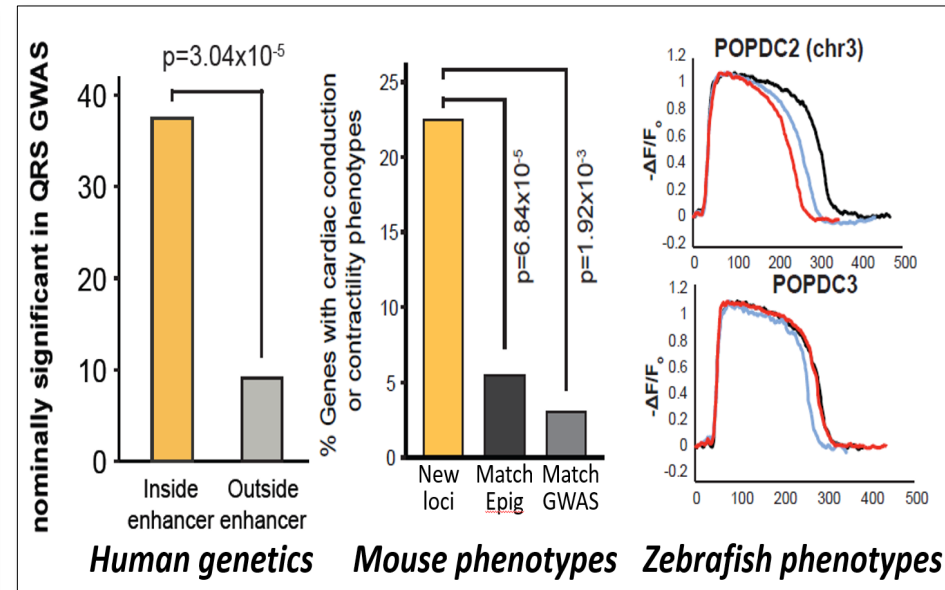 nominally significant in QRS GWAS
p=3.04x10-5
40
30
20
10
0
Inside
enhancer
Outside
enhancer
Human genetics
% Genes with cardiac conduction
or contractility phenotypes
25
20
15
10
5
0
p=6.84x10-5
p=1.92x10-3
New
loci
Match
Epig
Match
GWAS
Mouse phenotypes
POPDC2 (chr3)
-ΔF/Fo
1.2
1
0.8
0.6
0.4
0.2
0
-0.2
0 100 200 300 400 500
POPDC3
-ΔF/Fo
1.2
1
0.8
0.6
0.4
0.2
0
-0.2
0 100 200 300 400 500
Zebrafish phenotypes